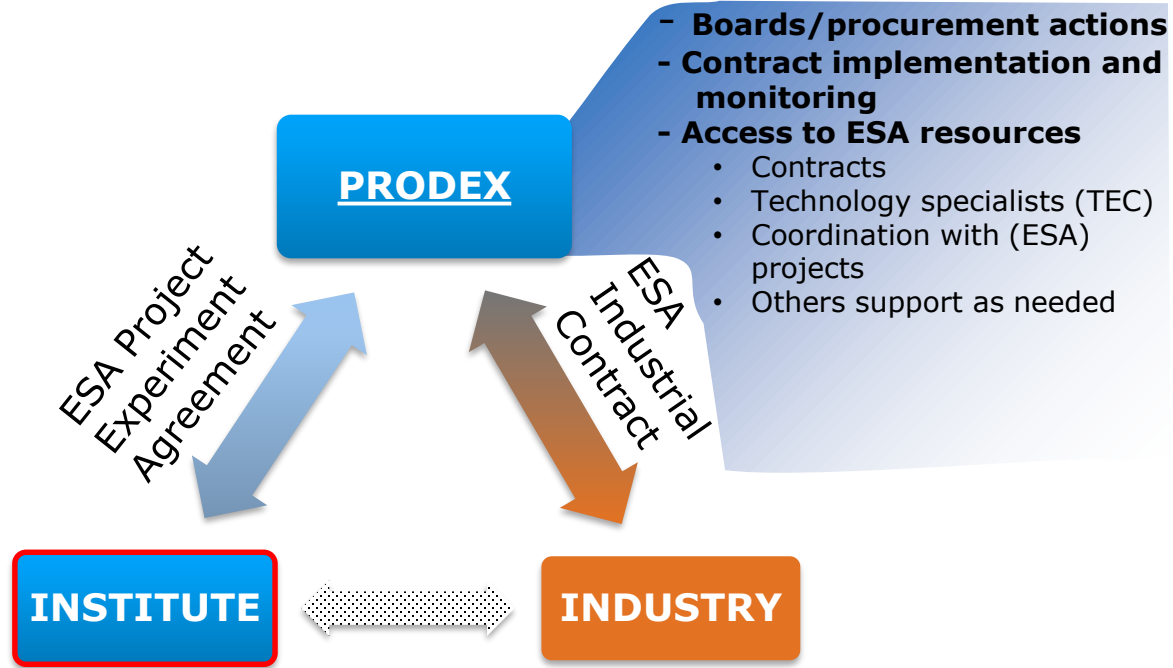 - Boards/procurement actions
- Contract implementation and
monitoring
- Access to ESA resources
• Contracts
• Technology specialists (TEC)
• Coordination with (ESA)
projects
• Others support as needed
PRODEX
ESA Project
Experiment
Agreement
ESA
Industrial
Contract
INSTITUTE
INDUSTRY